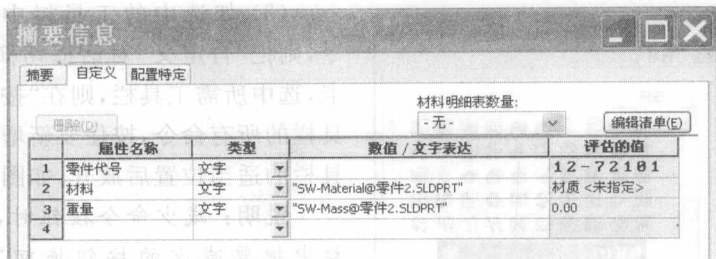 摘要信息
摘要 自定义 配置特定
材料明细表数量:
删除(D) - 无 - 编辑清单(E)
属性名称 类型 数值 / 文字表达 评估的值
1 零件代号 文字 12-72101
2 材料 文字 "SW-Material@零件2.SLDPRT" 材质 <未指定>
3 重量 文字 "SW-Mass@零件2.SLDPRT" 0.00
4